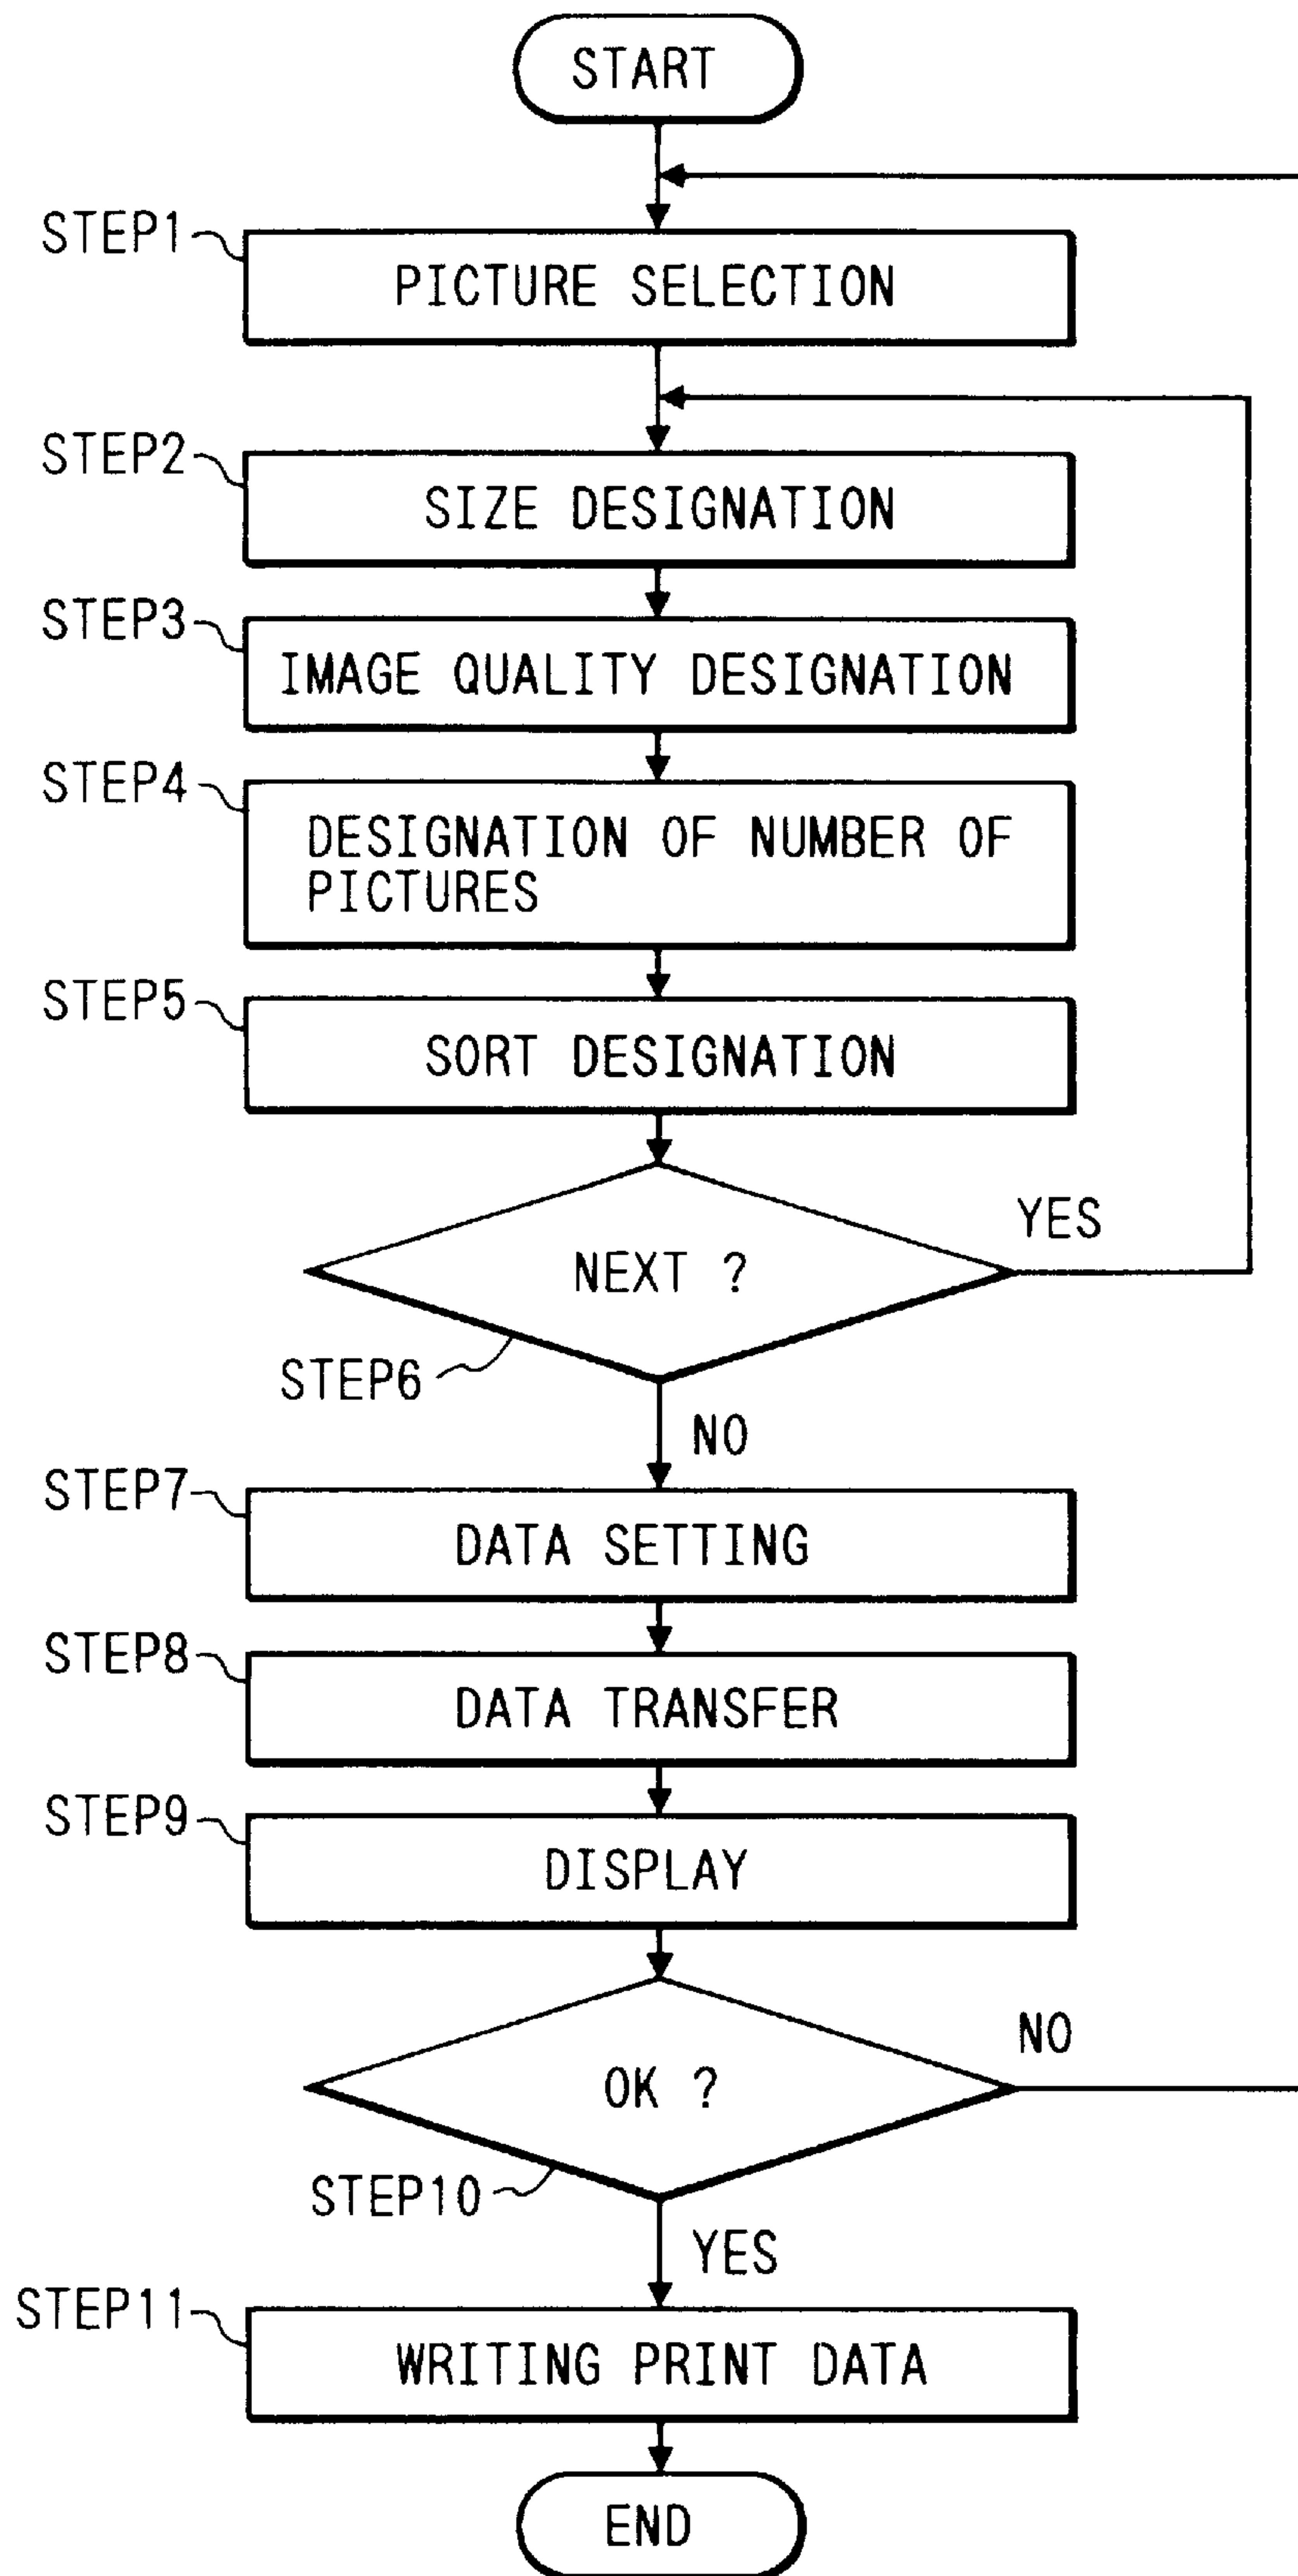 START
STEP1
PICTURE SELECTION
STEP2
SIZE DESIGNATION
STEP3
IMAGE QUALITY DESIGNATION
STEP4
DESIGNATION OF NUMBER OF
PICTURES
STEP5
SORT DESIGNATION
YES
NEXT ?
STEP6
NO
STEP7
DATA SETTING
STEP8
DATA TRANSFER
STEP9
DISPLAY
NO
OK ?
STEP10
YES
STEP11
WRITING PRINT DATA
END